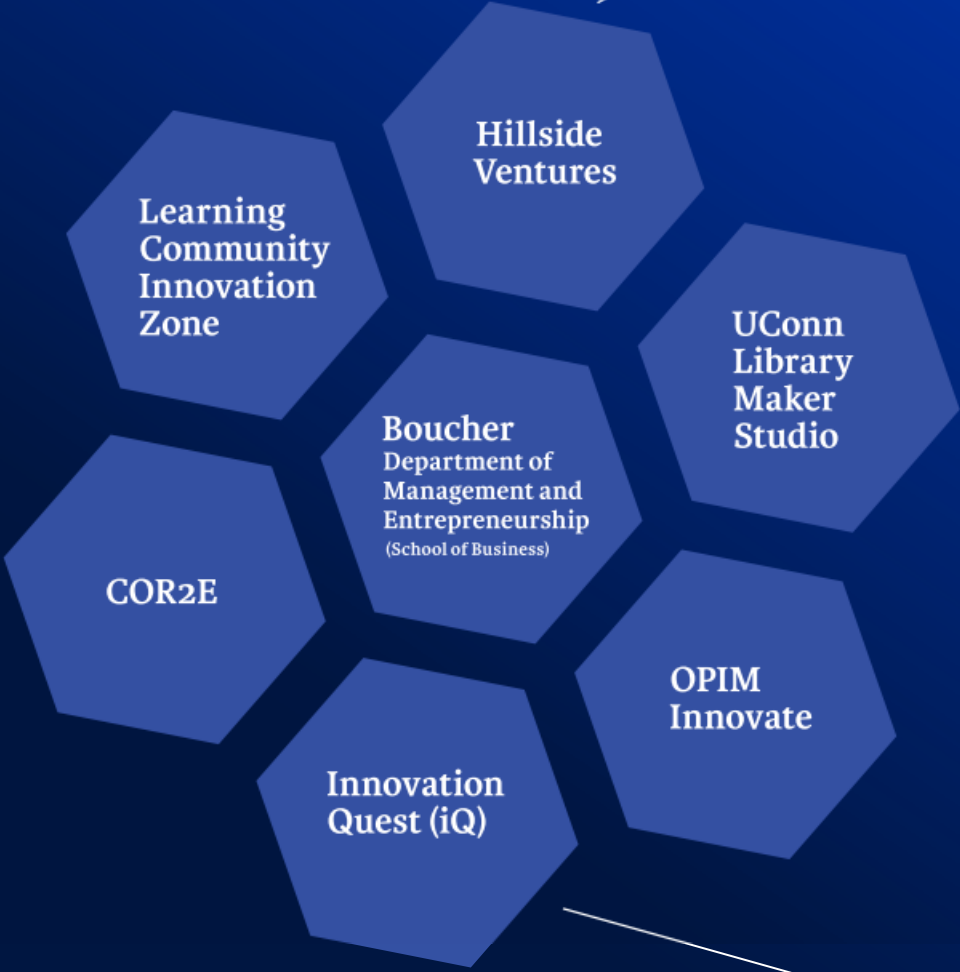 Hillside
Ventures
Learning
Community
Innovation
Zone
UConn
Library
Maker
Studio
Boucher
Department of
Management and
Entrepreneurship
(School of Business)
COR2E
OPIM
Innovate
Innovation
Quest (iQ)